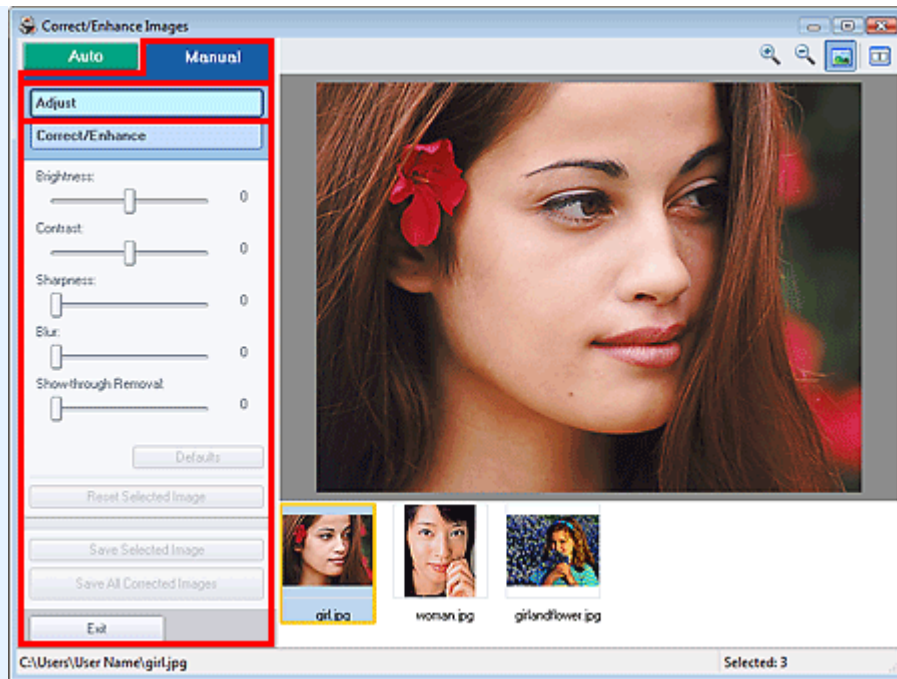 Correct/Enhance Images
Auto Manual
Adjust
Correct/Enhance
Brightness:
0
Contrast:
0
Sharpness:
0
Blur:
0
Show-through Removal:
0
Defaults
Reset Selected Image
Save Selected Image
Save All Corrected Images
Exit
girl.jpg woman.jpg girlandflower.jpg
C:\Users\User Name\girl.jpg Selected: 3